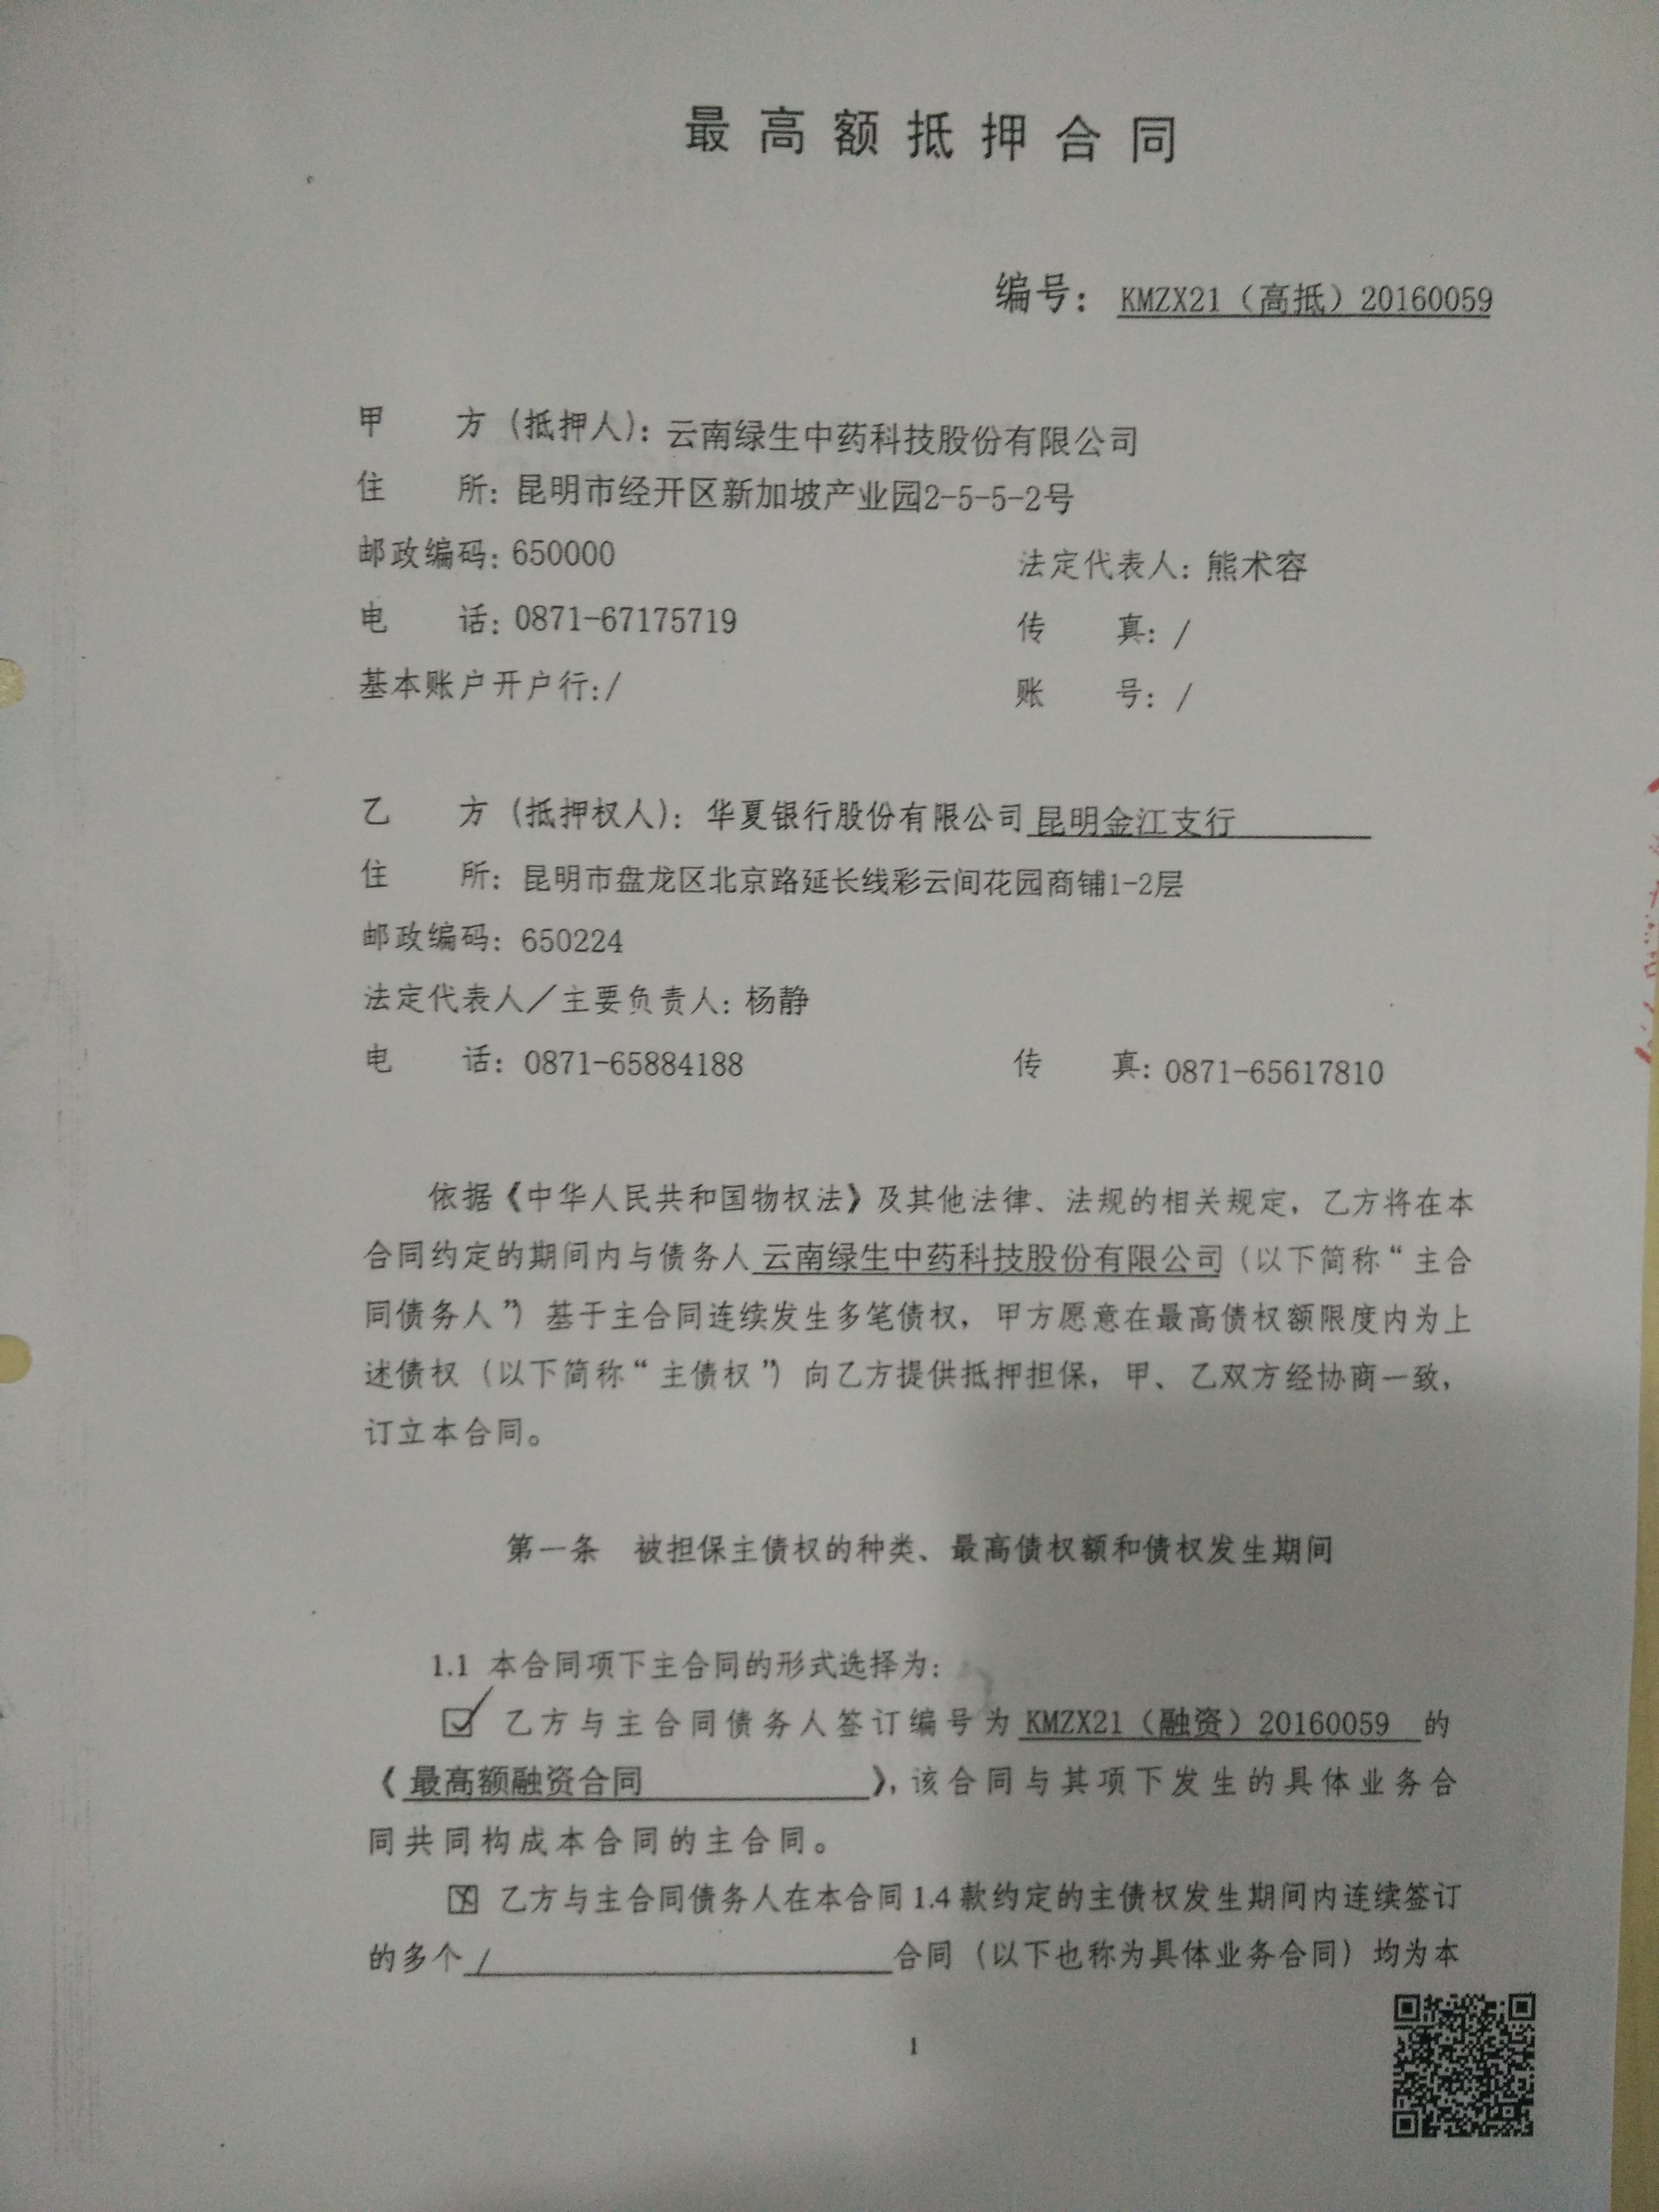 最高额抵押合同
编号：KMZX21（高抵）20160059
甲 方（抵押人）：云南绿生中药科技股份有限公司
住 所：昆明市经开区新加坡产业园2-5-5-2号
邮政编码：650000 法定代表人：熊术容
电 话：0871-67175719 传 真：/
基本账户开户行：/ 账 号：/
乙 方（抵押权人）：华夏银行股份有限公司昆明金江支行
住 所：昆明市盘龙区北京路延长线彩云间花园商铺1-2层
邮政编码：650224
法定代表人／主要负责人：杨静
电 话：0871-65884188 传 真：0871-65617810
依据《中华人民共和国物权法》及其他法律、法规的相关规定，乙方将在本
合同约定的期间内与债务人云南绿生中药科技股份有限公司（以下简称“主合
同债务人”）基于主合同连续发生多笔债权，甲方愿意在最高债权额限度内为上
述债权（以下简称“主债权”）向乙方提供抵押担保，甲、乙双方经协商一致，
订立本合同。
第一条 被担保主债权的种类、最高债权额和债权发生期间
1.1 本合同项下主合同的形式选择为：
☑ 乙方与主合同债务人签订编号为KMZX21（融资）20160059 的
《最高额融资合同 》，该合同与其项下发生的具体业务合
同共同构成本合同的主合同。
☒ 乙方与主合同债务人在本合同1.4款约定的主债权发生期间内连续签订
的多个 / 合同（以下也称为具体业务合同）均为本
1